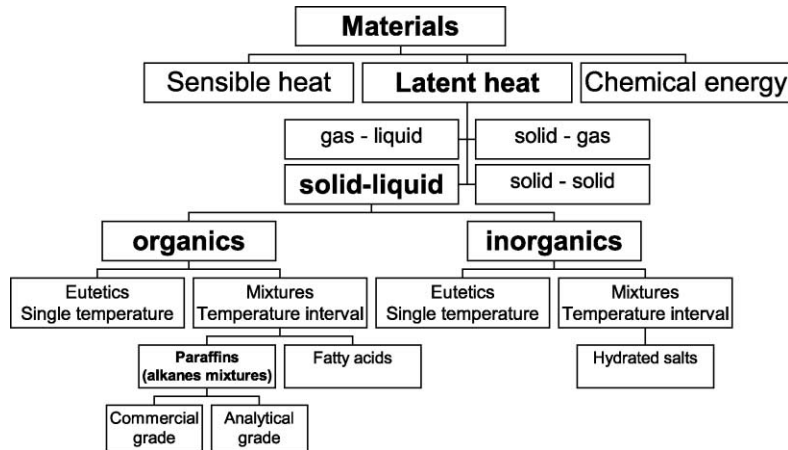 Materials
Sensible heat
Latent heat
Chemical energy
gas - liquid
solid - gas
solid-liquid
solid - solid
organics
inorganics
Eutetics
Single temperature
Mixtures
Temperature interval
Eutetics
Single temperature
Mixtures
Temperature interval
Paraffins
(alkanes mixtures)
Fatty acids
Hydrated salts
Commercial
grade
Analytical
grade